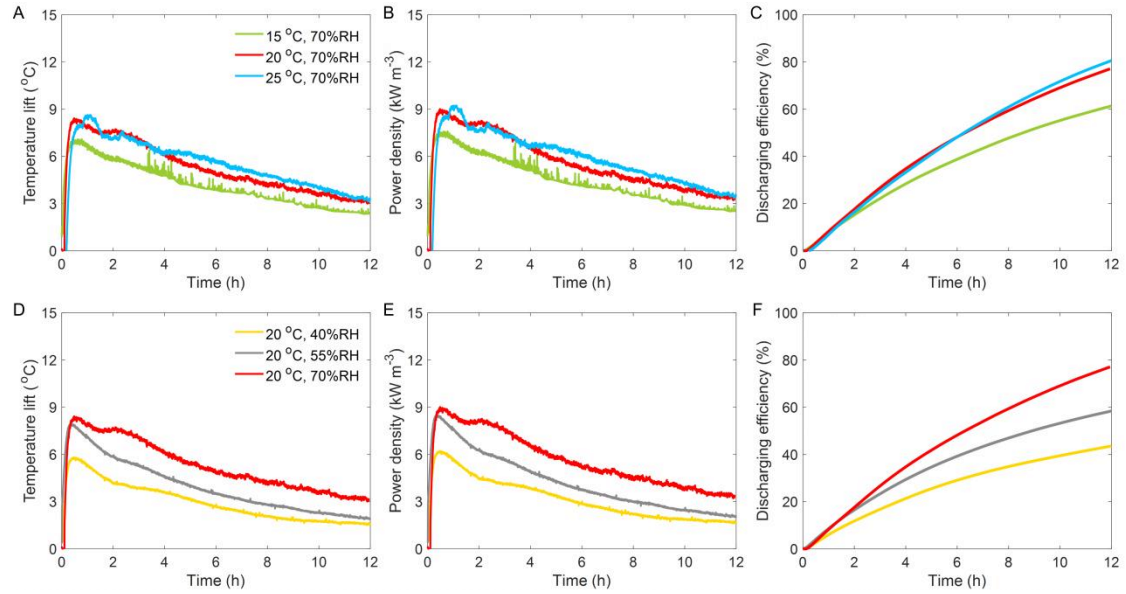 A
Temperature lift (°C)
15
12
9
6
3
0
0 2 4 6 8 10 12
Time (h)
15 °C, 70%RH
20 °C, 70%RH
25 °C, 70%RH
B
Power density (kW m⁻³)
15
12
9
6
3
0
0 2 4 6 8 10 12
Time (h)
C
Discharging efficiency (%)
100
80
60
40
20
0
0 2 4 6 8 10 12
Time (h)
D
Temperature lift (°C)
15
12
9
6
3
0
0 2 4 6 8 10 12
Time (h)
20 °C, 40%RH
20 °C, 55%RH
20 °C, 70%RH
E
Power density (kW m⁻³)
15
12
9
6
3
0
0 2 4 6 8 10 12
Time (h)
F
Discharging efficiency (%)
100
80
60
40
20
0
0 2 4 6 8 10 12
Time (h)